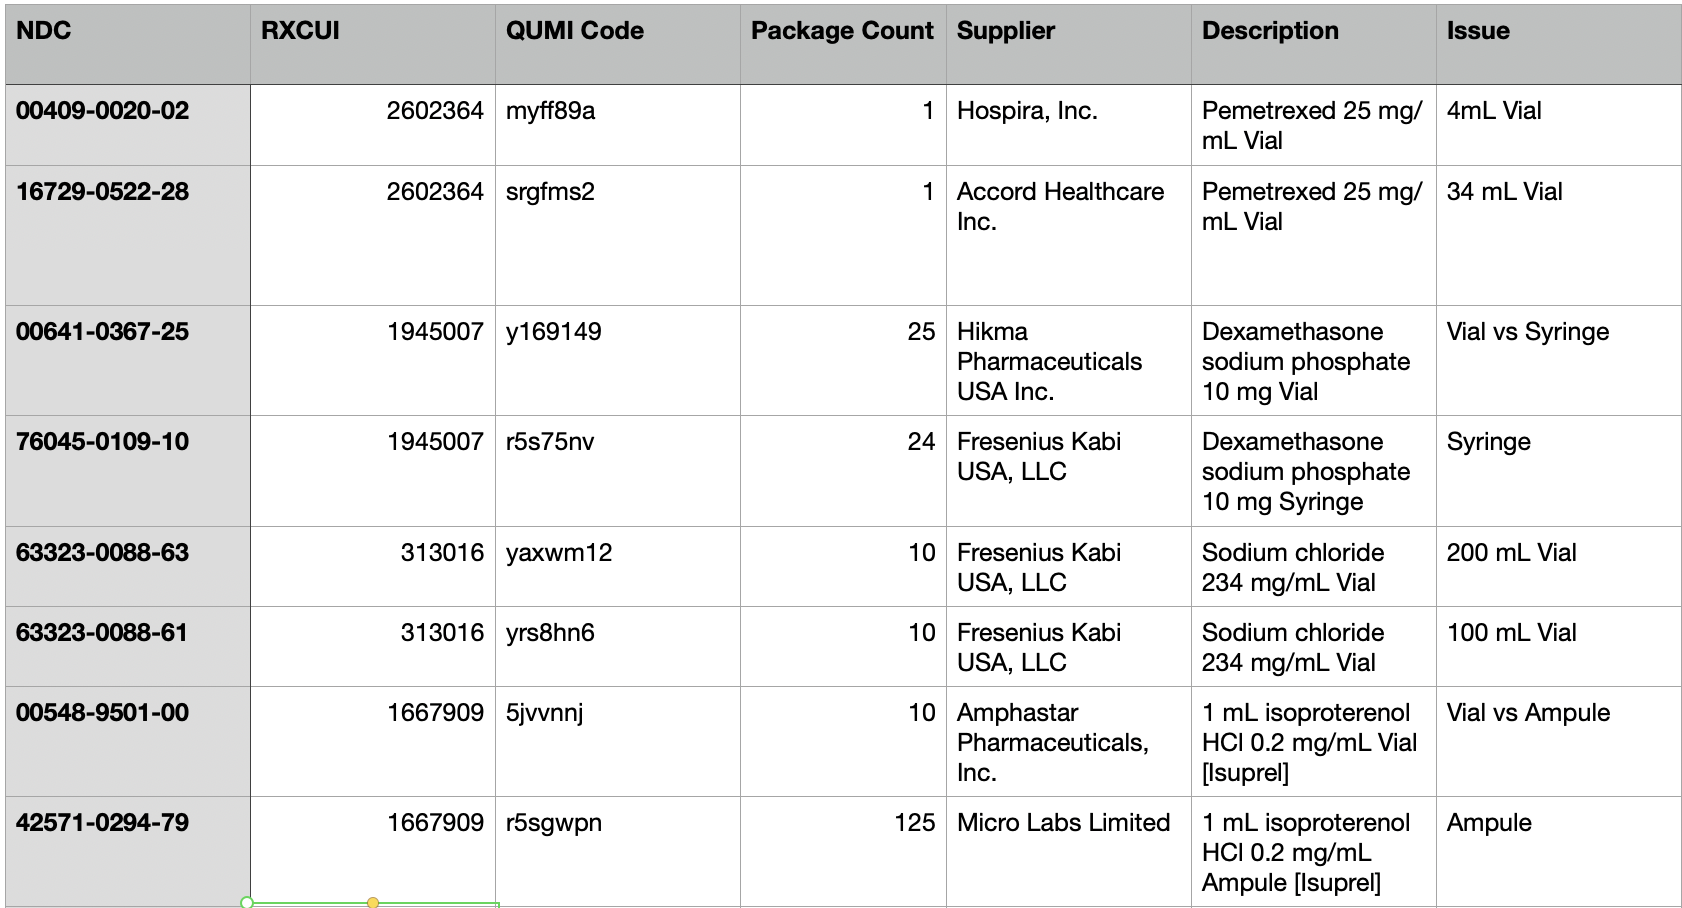 NDC RXCUI QUMI Code Package Count Supplier Description Issue
00409-0020-02 2602364 myff89a 1 Hospira, Inc. Pemetrexed 25 mg/ 4mL Vial
mL Vial
16729-0522-28 2602364 srgfms2 1 Accord Healthcare Pemetrexed 25 mg/ 34 mL Vial
Inc. mL Vial
00641-0367-25 1945007 y169149 25 Hikma Dexamethasone Vial vs Syringe
Pharmaceuticals sodium phosphate
USA Inc. 10 mg Vial
76045-0109-10 1945007 r5s75nv 24 Fresenius Kabi Dexamethasone Syringe
USA, LLC sodium phosphate
10 mg Syringe
63323-0088-63 313016 yaxwm12 10 Fresenius Kabi Sodium chloride 200 mL Vial
USA, LLC 234 mg/mL Vial
63323-0088-61 313016 yrs8hn6 10 Fresenius Kabi Sodium chloride 100 mL Vial
USA, LLC 234 mg/mL Vial
00548-9501-00 1667909 5jvvnnj 10 Amphastar 1 mL isoproterenol Vial vs Ampule
Pharmaceuticals, HCl 0.2 mg/mL Vial
Inc. [Isuprel]
42571-0294-79 1667909 r5sgwpn 125 Micro Labs Limited 1 mL isoproterenol Ampule
HCl 0.2 mg/mL
Ampule [Isuprel]